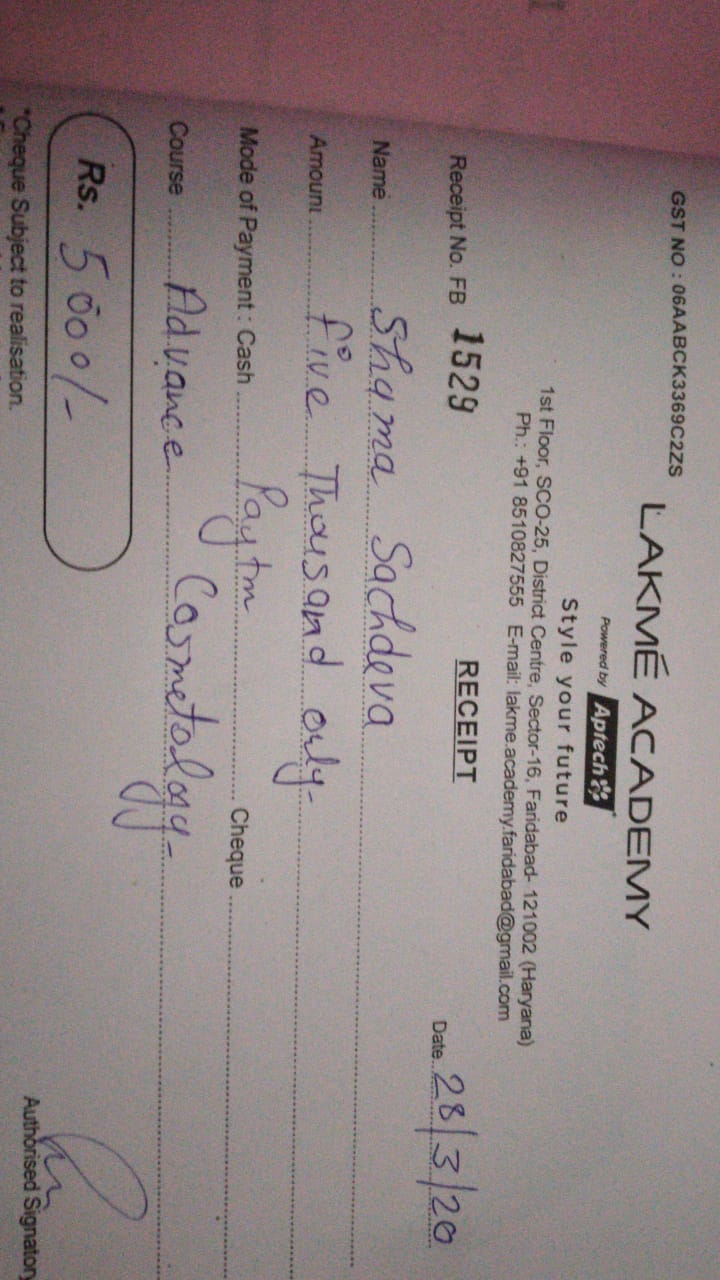 GST NO : 06AABCK3369C2ZS
LAKMÉ ACADEMY
Powered by Aptech
Style your future
1st Floor, SCO-25, District Centre, Sector-16, Faridabad- 121002 (Haryana)
Ph.: +91 8510827555 E-mail: lakme.academy.faridabad@gmail.com
Receipt No. FB 1529 RECEIPT Date 28/3/20
Name Shama Sachdeva
Amount Five Thousand only-
Mode of Payment : Cash Paytm Cheque
Course Advance Cosmetology-
Rs. 5000/-
*Cheque Subject to realisation. Authorised Signatory